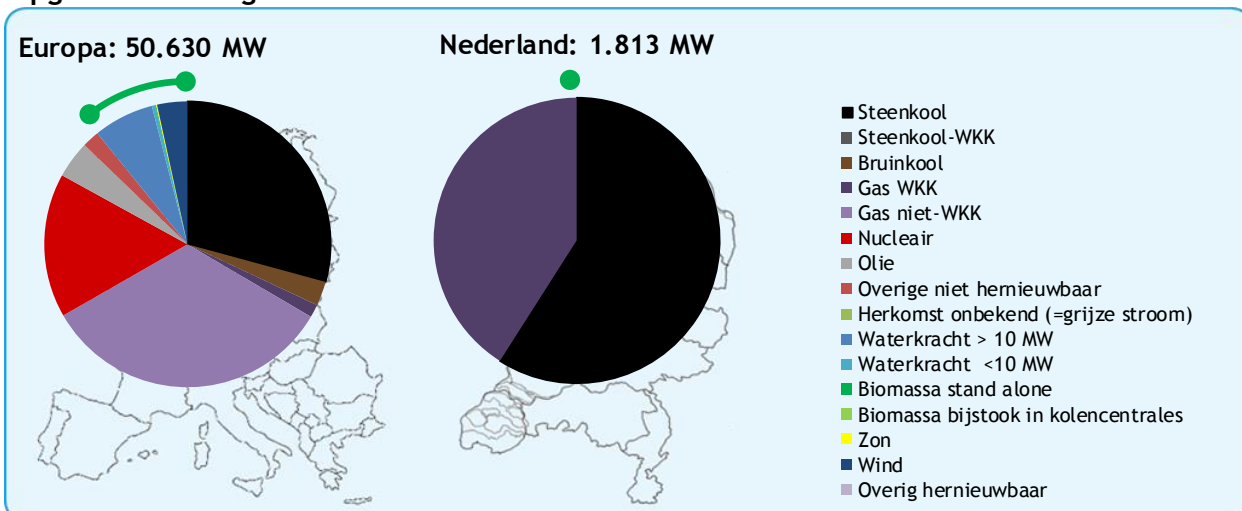 Europa: 50.630 MW
Nederland: 1.813 MW
Steenkool
Steenkool-WKK
Bruinkool
Gas WKK
Gas niet-WKK
Nucleair
Olie
Overige niet hernieuwbaar
Herkomst onbekend (=grijze stroom)
Waterkracht > 10 MW
Waterkracht <10 MW
Biomassa stand alone
Biomassa bijstook in kolencentrales
Zon
Wind
Overig hernieuwbaar